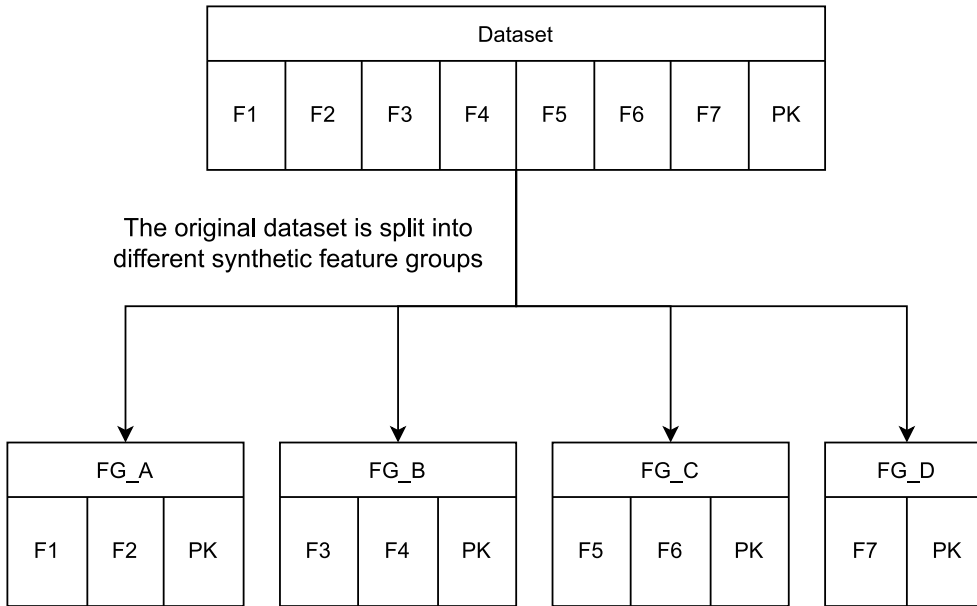 Dataset
F1 F2 F3 F4 F5 F6 F7 PK
The original dataset is split into
different synthetic feature groups
FG_A
F1 F2 PK
FG_B
F3 F4 PK
FG_C
F5 F6 PK
FG_D
F7 PK